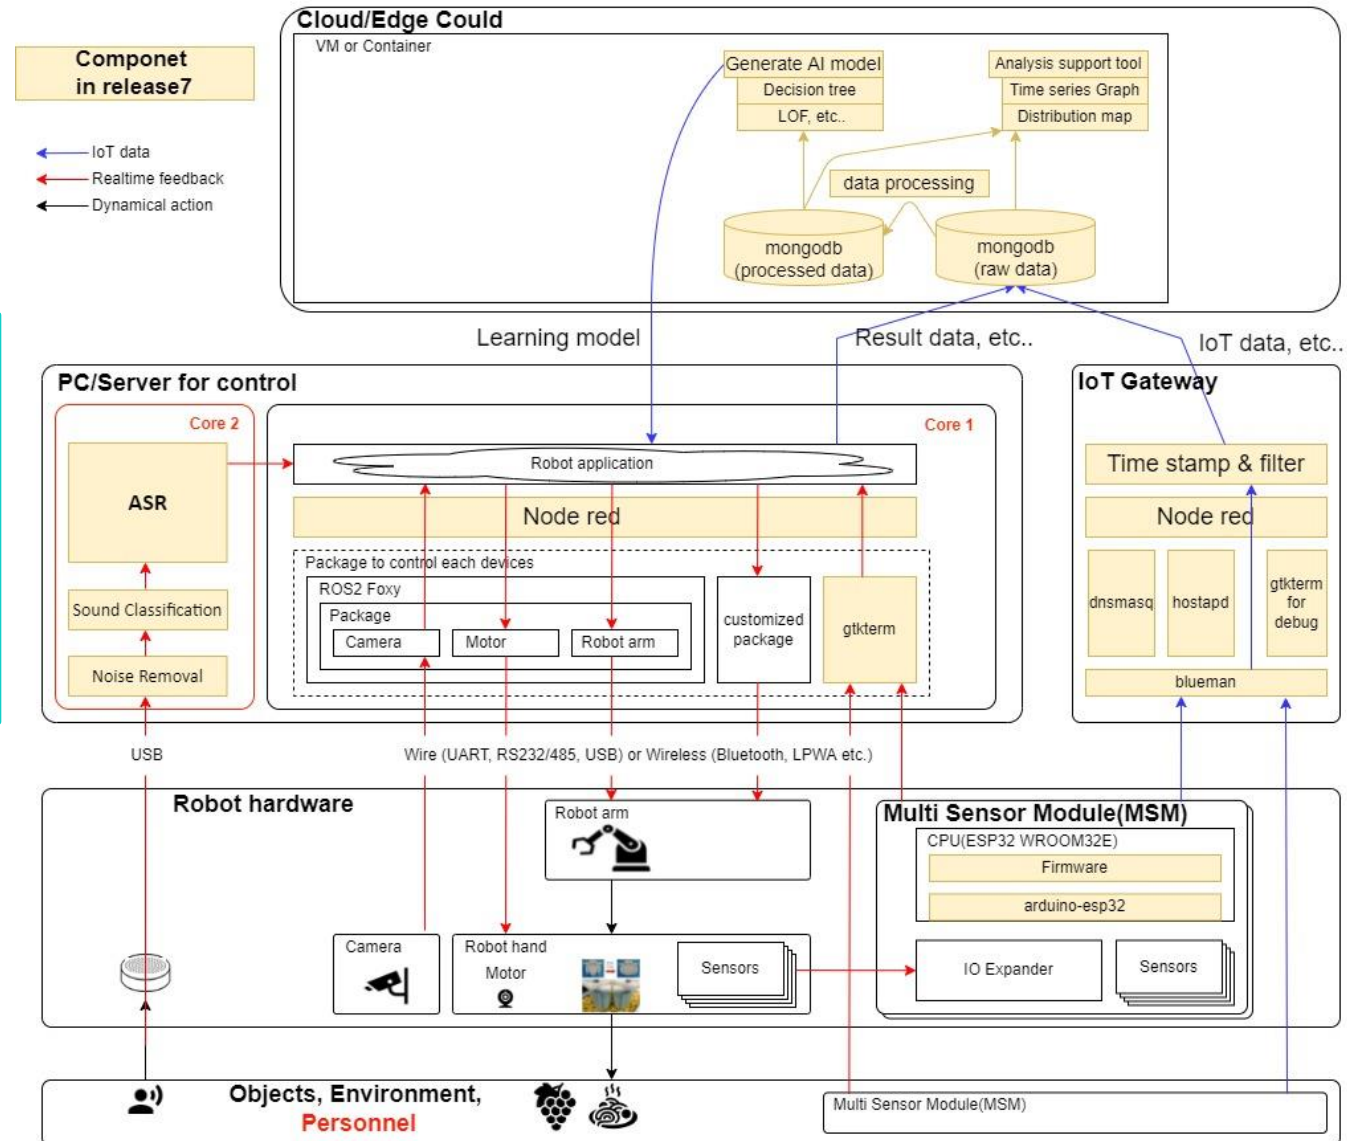 Cloud/Edge Could
VM or Container
Componet
in release7
IoT data
Realtime feedback
Dynamical action
Generate AI model
Decision tree
LOF, etc..
Analysis support tool
Time series Graph
Distribution map
data processing
mongodb
(processed data)
mongodb
(raw data)
Learning model
Result data, etc..
IoT data, etc..
PC/Server for control
Core 2
ASR
Sound Classification
Noise Removal
Core 1
Robot application
Node red
Package to control each devices
ROS2 Foxy
Package
Camera
Motor
Robot arm
customized
package
gtkterm
IoT Gateway
Time stamp & filter
Node red
dnsmasq
hostapd
gtkterm
for
debug
blueman
USB
Wire (UART, RS232/485, USB) or Wireless (Bluetooth, LPWA etc.)
Robot hardware
Robot arm
Camera
Robot hand
Motor
Sensors
Multi Sensor Module(MSM)
CPU(ESP32 WROOM32E)
Firmware
arduino-esp32
IO Expander
Sensors
Objects, Environment,
Personnel
Multi Sensor Module(MSM)